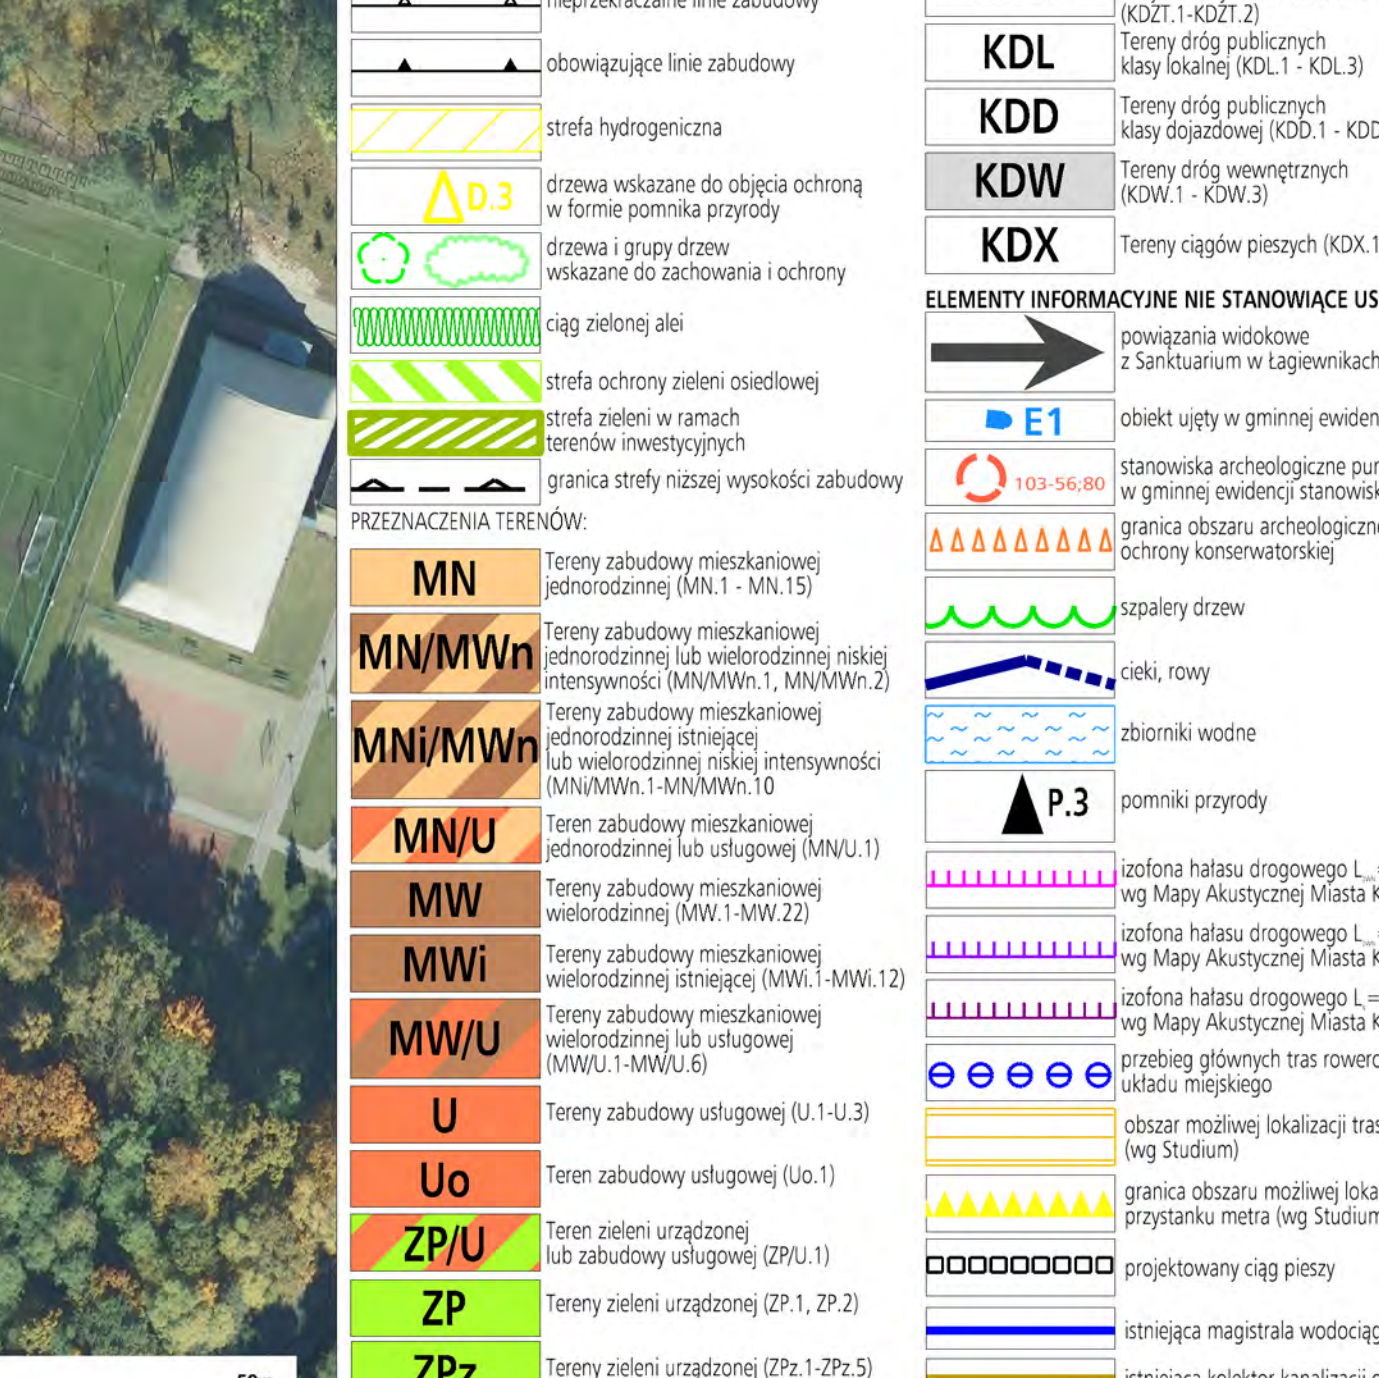 nieprzekraczalne linie zabudowy
obowiązujące linie zabudowy
strefa hydrogeniczna
D.3
drzewa wskazane do objęcia ochroną
w formie pomnika przyrody
drzewa i grupy drzew
wskazane do zachowania i ochrony
ciąg zielonej alei
strefa ochrony zieleni osiedlowej
strefa zieleni w ramach
terenów inwestycyjnych
granica strefy niższej wysokości zabudowy
PRZEZNACZENIA TERENÓW:
MN
Tereny zabudowy mieszkaniowej
jednorodzinnej (MN.1 - MN.15)
MN/MWn
Tereny zabudowy mieszkaniowej
jednorodzinnej lub wielorodzinnej niskiej
intensywności (MN/MWn.1, MN/MWn.2)
MNi/MWn
Tereny zabudowy mieszkaniowej
jednorodzinnej istniejącej
lub wielorodzinnej niskiej intensywności
(MNi/MWn.1-MN/MWn.10
MN/U
Teren zabudowy mieszkaniowej
jednorodzinnej lub usługowej (MN/U.1)
MW
Tereny zabudowy mieszkaniowej
wielorodzinnej (MW.1-MW.22)
MWi
Tereny zabudowy mieszkaniowej
wielorodzinnej istniejącej (MWi.1-MWi.12)
MW/U
Tereny zabudowy mieszkaniowej
wielorodzinnej lub usługowej
(MW/U.1-MW/U.6)
U
Tereny zabudowy usługowej (U.1-U.3)
Uo
Teren zabudowy usługowej (Uo.1)
ZP/U
Teren zieleni urządzonej
lub zabudowy usługowej (ZP/U.1)
ZP
Tereny zieleni urządzonej (ZP.1, ZP.2)
ZPz
Tereny zieleni urządzonej (ZPz.1-ZPz.5)
(KDŹT.1-KDŹT.2)
KDL
Tereny dróg publicznych
klasy lokalnej (KDL.1 - KDL.3)
KDD
Tereny dróg publicznych
klasy dojazdowej (KDD.1 - KDD
KDW
Tereny dróg wewnętrznych
(KDW.1 - KDW.3)
KDX
Tereny ciągów pieszych (KDX.1
ELEMENTY INFORMACYJNE NIE STANOWIĄCE US
powiązania widokowe
z Sanktuarium w Łagiewnikach
E1
obiekt ujęty w gminnej ewiden
103-56;80
stanowiska archeologiczne
w gminnej ewidencji stanowisk
granica obszaru archeologiczne
ochrony konserwatorskiej
szpalery drzew
cieki, rowy
zbiorniki wodne
P.3
pomniki przyrody
izofona hałasu drogowego L
wg Mapy Akustycznej Miasta K
izofona hałasu drogowego L
wg Mapy Akustycznej Miasta K
izofona hałasu drogowego L =
wg Mapy Akustycznej Miasta K
przebieg głównych tras rowero
układu miejskiego
obszar możliwej lokalizacji tras
(wg Studium)
granica obszaru możliwej loka
przystanku metra (wg Studium
projektowany ciąg pieszy
istniejąca magistrala wodociąg